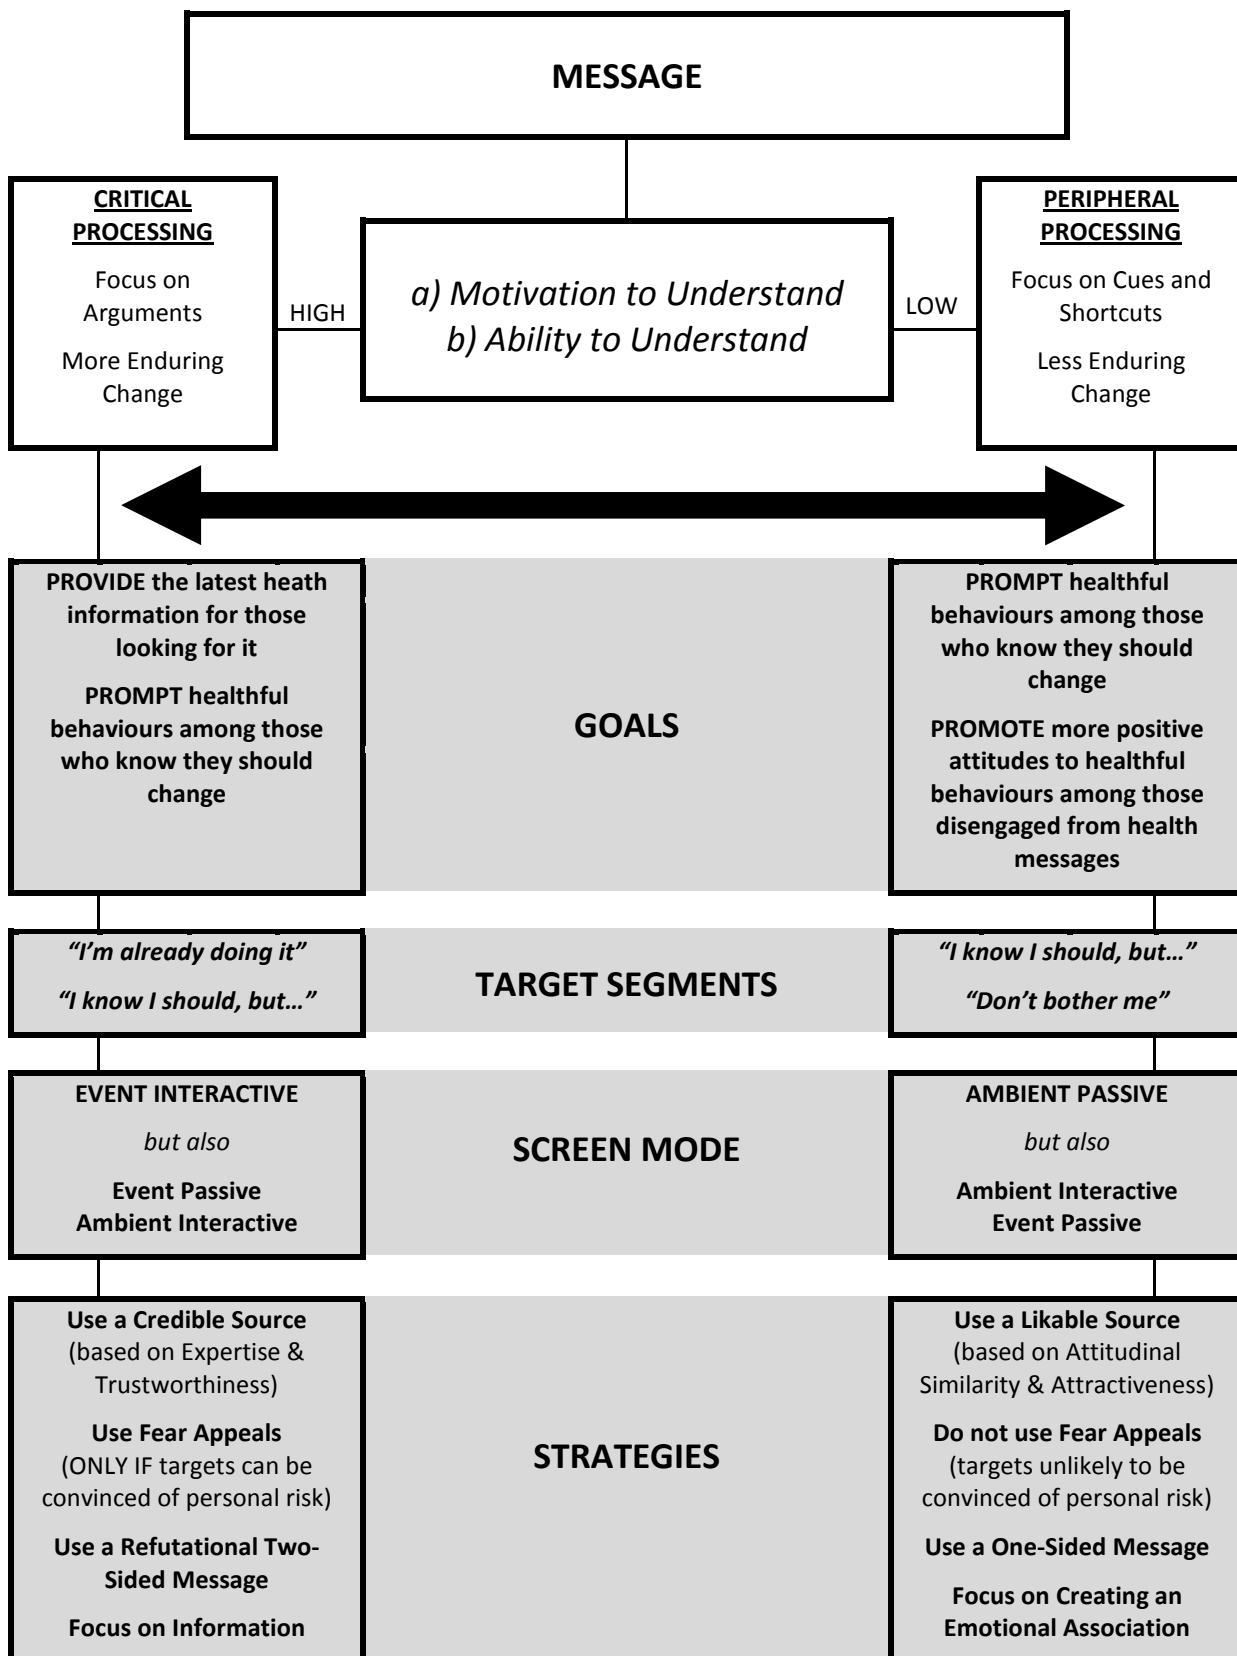 MESSAGE
CRITICAL
PROCESSING
Focus on
Arguments
More Enduring
Change
HIGH
a) Motivation to Understand
b) Ability to Understand
LOW
PERIPHERAL
PROCESSING
Focus on Cues and
Shortcuts
Less Enduring
Change
PROVIDE the latest heath
information for those
looking for it
PROMPT healthful
behaviours among those
who know they should
change
GOALS
PROMPT healthful
behaviours among those
who know they should
change
PROMOTE more positive
attitudes to healthful
behaviours among those
disengaged from health
messages
“I’m already doing it”
“I know I should, but…”
TARGET SEGMENTS
“I know I should, but…”
“Don’t bother me”
EVENT INTERACTIVE
but also
Event Passive
Ambient Interactive
SCREEN MODE
AMBIENT PASSIVE
but also
Ambient Interactive
Event Passive
Use a Credible Source
(based on Expertise &
Trustworthiness)
Use Fear Appeals
(ONLY IF targets can be
convinced of personal risk)
Use a Refutational Two-
Sided Message
Focus on Information
STRATEGIES
Use a Likable Source
(based on Attitudinal
Similarity & Attractiveness)
Do not use Fear Appeals
(targets unlikely to be
convinced of personal risk)
Use a One-Sided Message
Focus on Creating an
Emotional Association